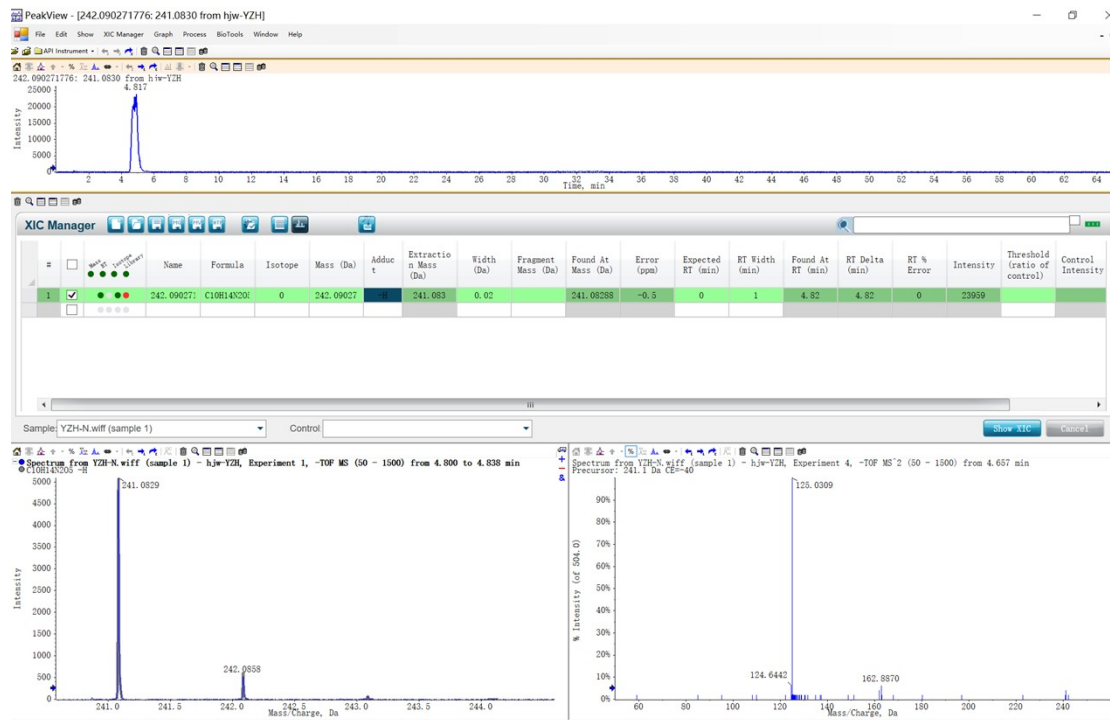 PeakView - [242.090271776: 241.0830 from hjw-YZH]
File Edit Show XIC Manager Graph Process BioTools Window Help
API Instrument
242.090271776: 241.0830 from hjw-YZH
4.817
25000
20000
15000
10000
5000
0
Intensity
2 4 6 8 10 12 14 16 18 20 22 24 26 28 30 32 34 36 38 40 42 44 46 48 50 52 54 56 58 60 62 64
Time, min
XIC Manager
# Mass RT Isotope Library Name Formula Isotope Mass (Da) Adduct Extraction Mass (Da) Width (Da) Fragment Mass (Da) Found At Mass (Da) Error (ppm) Expected RT (min) RT Width (min) Found At RT (min) RT Delta (min) RT % Error Intensity Threshold (ratio of control) Control Intensity
1 242.09027 C10H14N2O 0 242.09027 -H 241.083 0.02 241.08288 -0.5 0 1 4.82 4.82 0 23959
Sample: YZH-N.wiff (sample 1) Control: Show XIC Cancel
Spectrum from YZH-N.wiff (sample 1) - hjw-YZH, Experiment 1, -TOF MS (50 - 1500) from 4.800 to 4.838 min
C10H14N2O5 -H
241.0829
242.0858
5000
4500
4000
3500
3000
2500
2000
1500
1000
500
0
Intensity
241.0 241.5 242.0 242.5 243.0 243.5 244.0
Mass/Charge, Da
Spectrum from YZH-N.wiff (sample 1) - hjw-YZH, Experiment 4, -TOF MS^2 (50 - 1500) from 4.657 min
Precursor: 241.1 Da CE=-40
125.0309
124.6442
162.8870
90%
80%
70%
60%
50%
40%
30%
20%
10%
0%
% Intensity (of 504.0)
60 80 100 120 140 160 180 200 220 240
Mass/Charge, Da